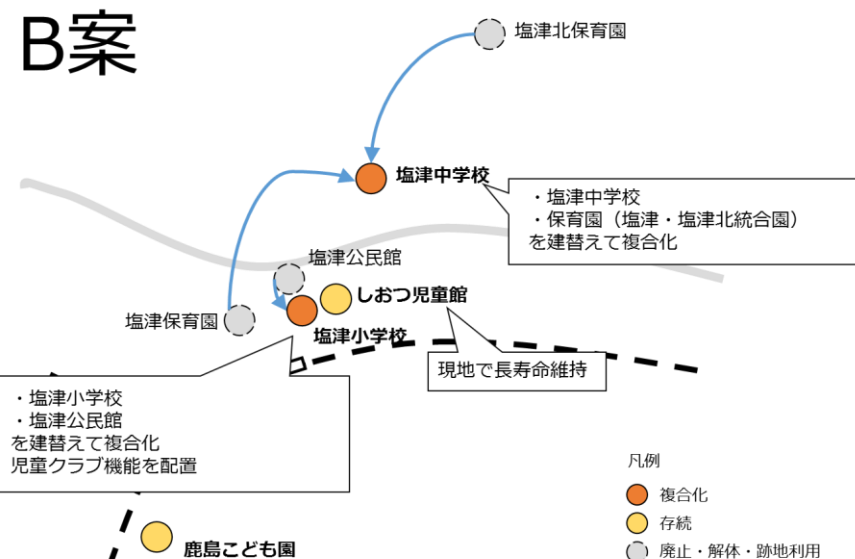 B案
塩津北保育園
塩津中学校
・塩津中学校
・保育園（塩津・塩津北統合園）
を建替えて複合化
塩津公民館
しおつ児童館
塩津保育園
塩津小学校
現地で長寿命維持
・塩津小学校
・塩津公民館
を建替えて複合化
児童クラブ機能を配置
凡例
複合化
存続
廃止・解体・跡地利用
鹿島こども園